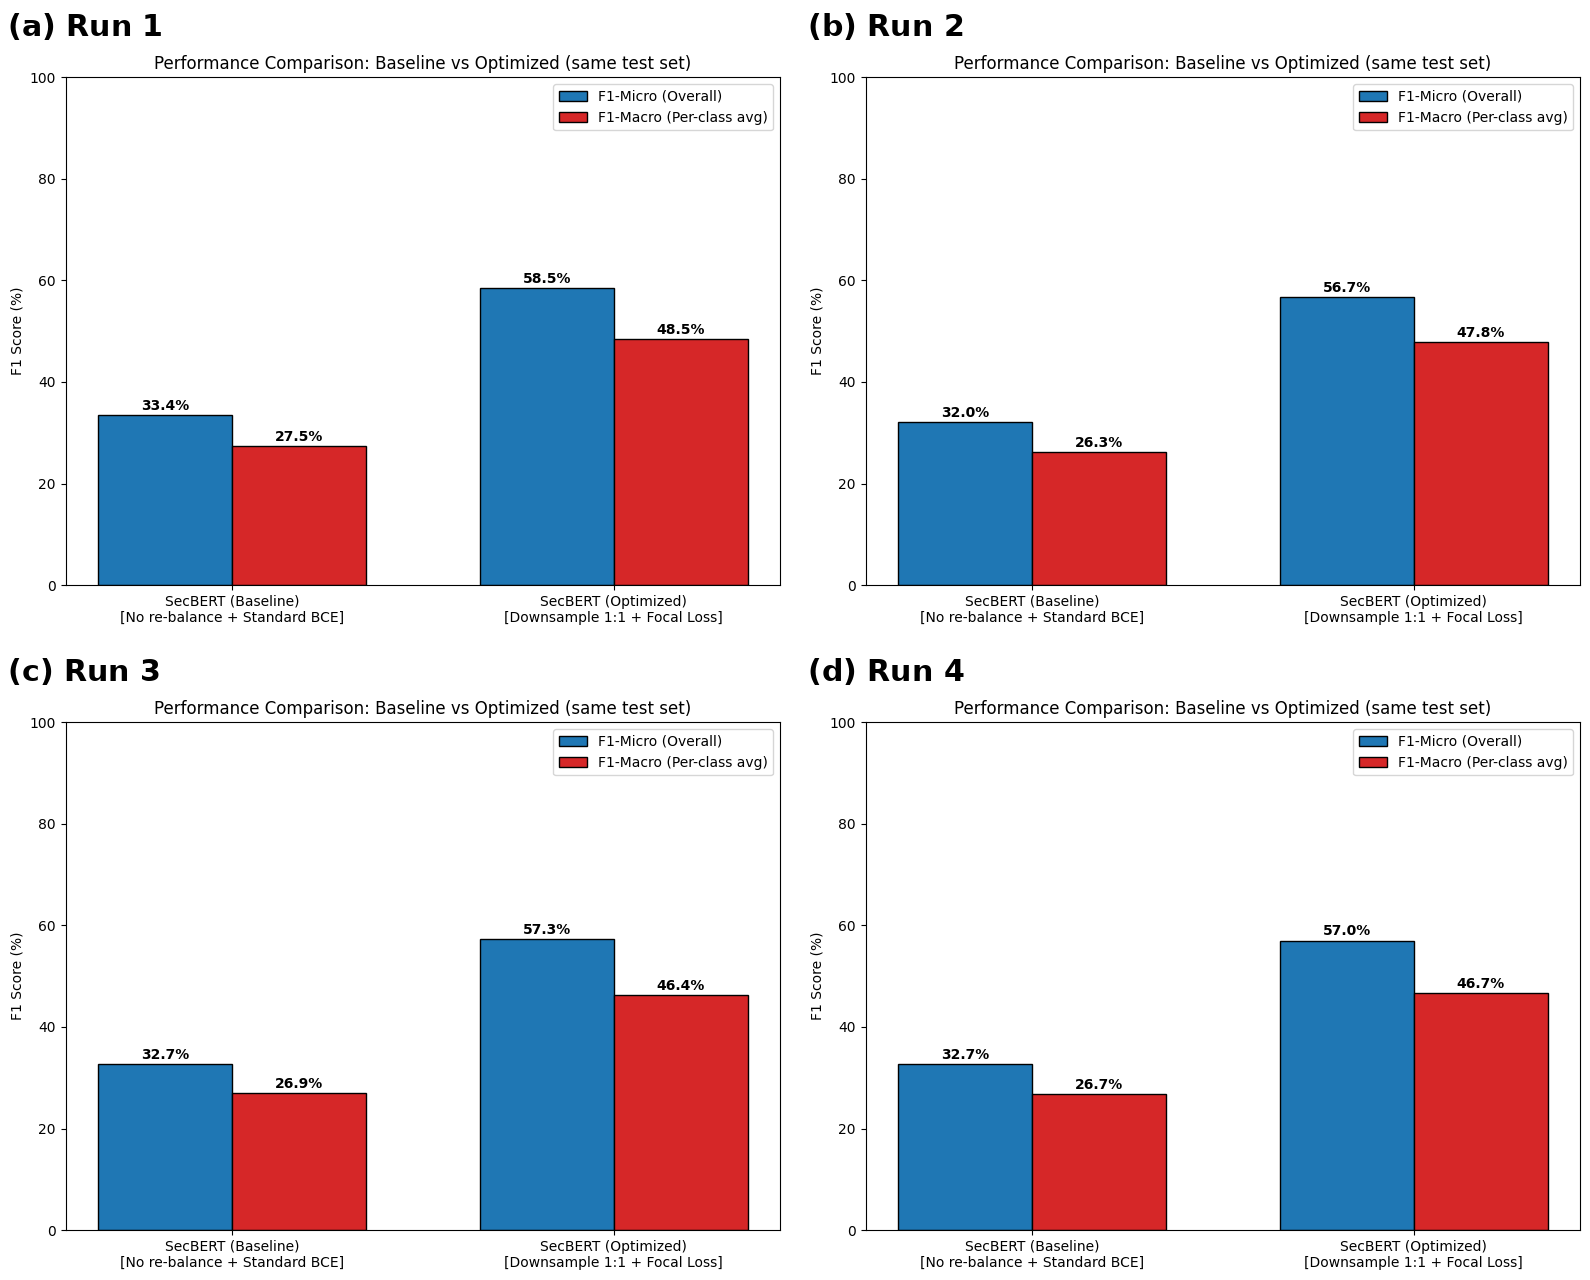 (a) Run 1
Performance Comparison: Baseline vs Optimized (same test set)
F1-Micro (Overall)
F1-Macro (Per-class avg)
F1 Score (%)
100
80
60
40
20
0
33.4%
27.5%
58.5%
48.5%
SecBERT (Baseline)
[No re-balance + Standard BCE]
SecBERT (Optimized)
[Downsample 1:1 + Focal Loss]
(b) Run 2
Performance Comparison: Baseline vs Optimized (same test set)
F1-Micro (Overall)
F1-Macro (Per-class avg)
F1 Score (%)
100
80
60
40
20
0
32.0%
26.3%
56.7%
47.8%
SecBERT (Baseline)
[No re-balance + Standard BCE]
SecBERT (Optimized)
[Downsample 1:1 + Focal Loss]
(c) Run 3
Performance Comparison: Baseline vs Optimized (same test set)
F1-Micro (Overall)
F1-Macro (Per-class avg)
F1 Score (%)
100
80
60
40
20
0
32.7%
26.9%
57.3%
46.4%
SecBERT (Baseline)
[No re-balance + Standard BCE]
SecBERT (Optimized)
[Downsample 1:1 + Focal Loss]
(d) Run 4
Performance Comparison: Baseline vs Optimized (same test set)
F1-Micro (Overall)
F1-Macro (Per-class avg)
F1 Score (%)
100
80
60
40
20
0
32.7%
26.7%
57.0%
46.7%
SecBERT (Baseline)
[No re-balance + Standard BCE]
SecBERT (Optimized)
[Downsample 1:1 + Focal Loss]